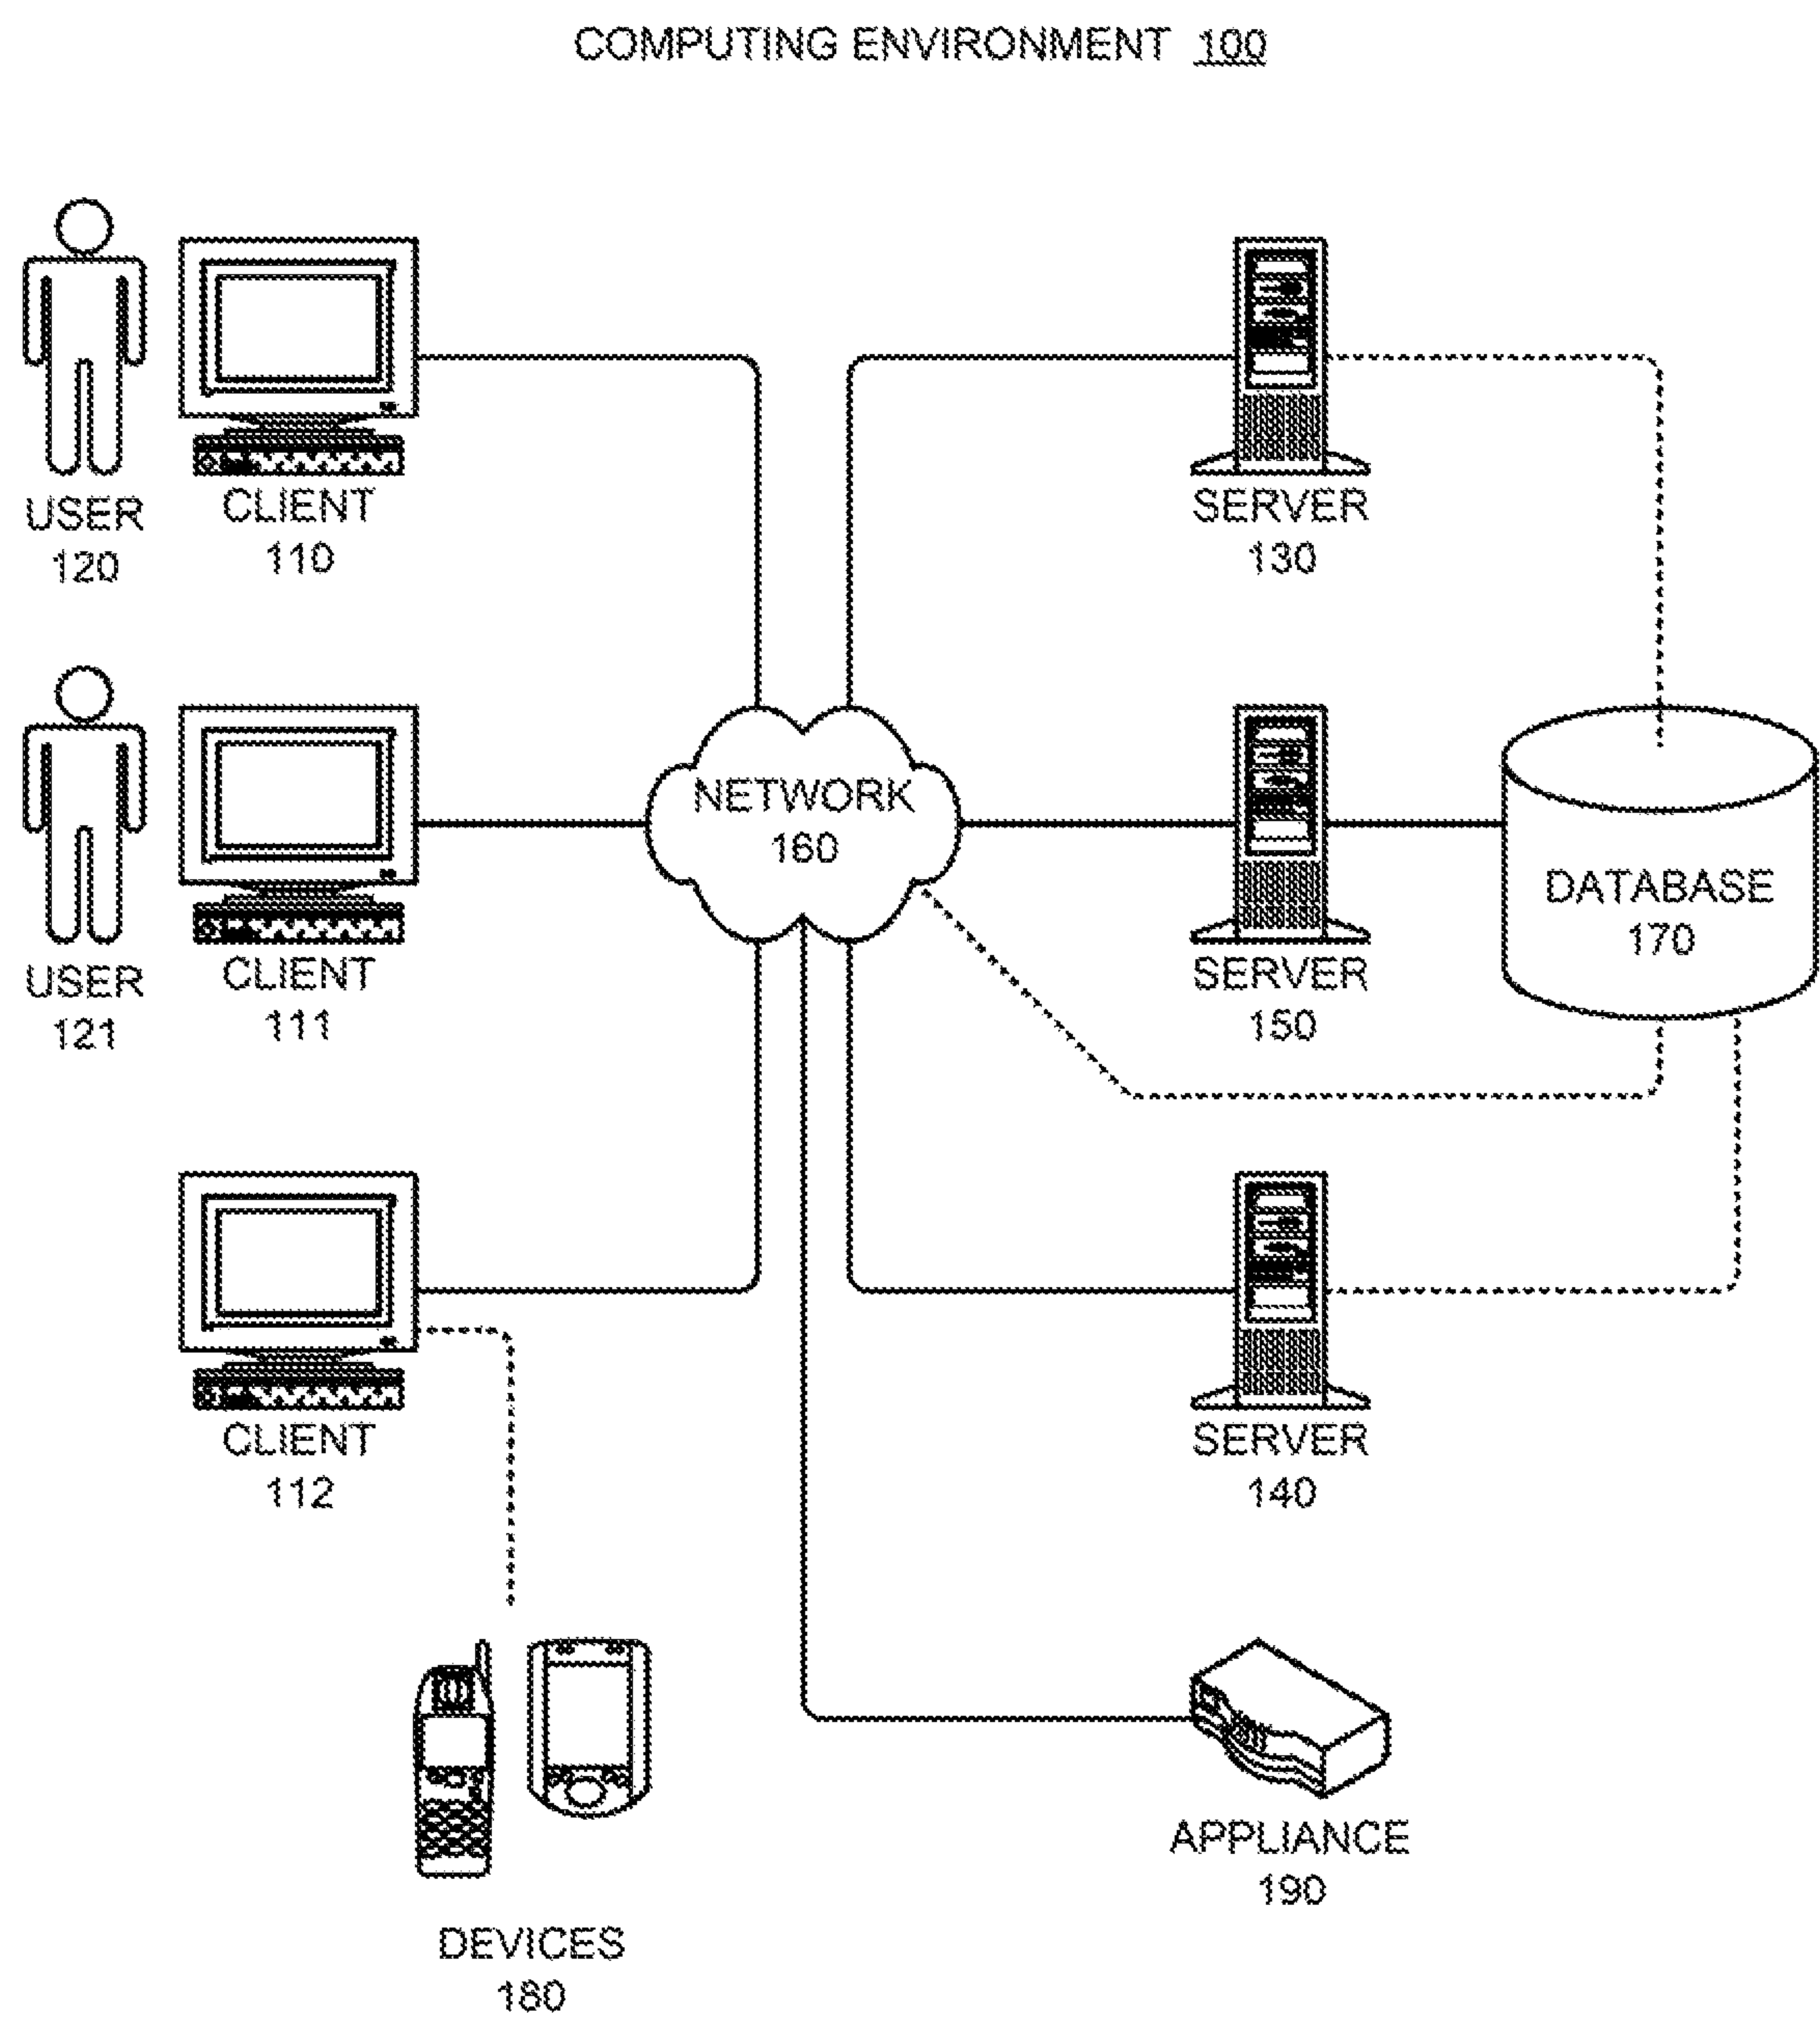 COMPUTING ENVIRONMENT 100
USER
120
CLIENT
110
SERVER
130
USER
121
CLIENT
111
NETWORK
160
SERVER
150
DATABASE
170
CLIENT
112
SERVER
140
DEVICES
180
APPLIANCE
190